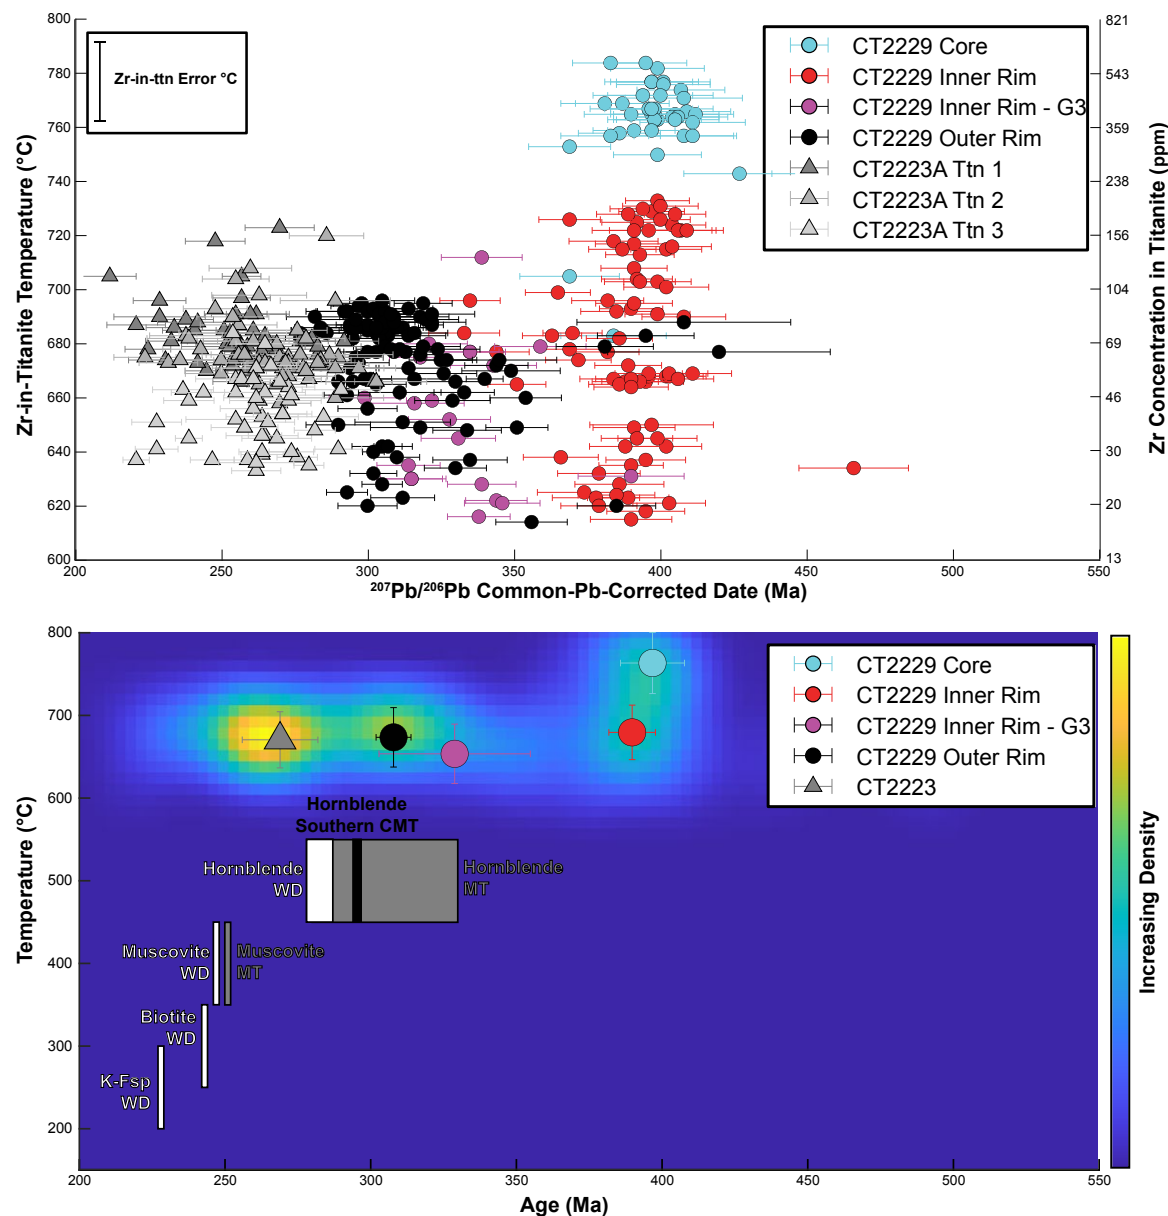 800
780
760
740
720
700
680
660
640
620
600
Zr-in-Titanite Temperature (°C)
Zr-in-ttn Error °C
CT2229 Core
CT2229 Inner Rim
CT2229 Inner Rim - G3
CT2229 Outer Rim
CT2223A Ttn 1
CT2223A Ttn 2
CT2223A Ttn 3
821
543
359
238
156
104
69
46
30
20
13
Zr Concentration in Titanite (ppm)
200 250 300 350 400 450 500 550
²⁰⁷Pb/²⁰⁶Pb Common-Pb-Corrected Date (Ma)
800
700
600
500
400
300
200
Temperature (°C)
CT2229 Core
CT2229 Inner Rim
CT2229 Inner Rim - G3
CT2229 Outer Rim
CT2223
Hornblende
Southern CMT
Hornblende
WD
Hornblende
MT
Muscovite
WD
Muscovite
MT
Biotite
WD
K-Fsp
WD
Increasing Density
200 250 300 350 400 450 500 550
Age (Ma)